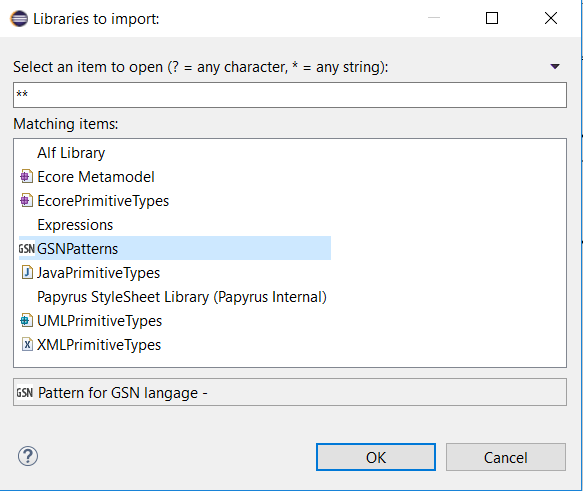 Libraries to import:
Select an item to open (? = any character, * = any string):
**
Matching items:
Alf Library
Ecore Metamodel
EcorePrimitiveTypes
Expressions
GSN GSNPatterns
J JavaPrimitiveTypes
Papyrus StyleSheet Library (Papyrus Internal)
UMLPrimitiveTypes
X XMLPrimitiveTypes
GSN Pattern for GSN langage -
? OK Cancel